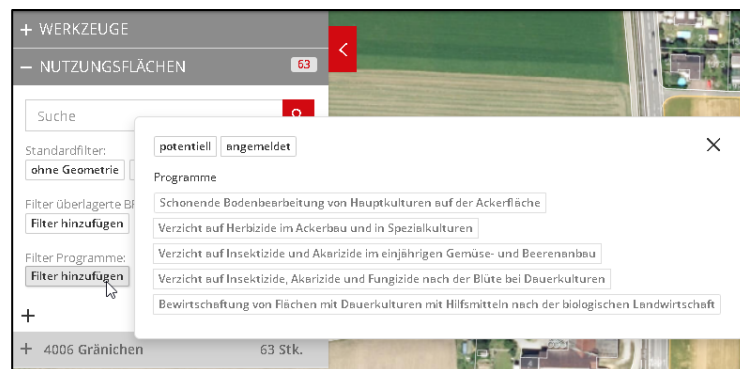 + WERKZEUGE
– NUTZUNGSFLÄCHEN 63
Suche
Standardfilter:
ohne Geometrie
Filter überlagerte
Filter hinzufügen
Filter Programme:
Filter hinzufügen
+
+ 4006 Gränichen 63 Stk.
potentiell angemeldet
Programme
Schonende Bodenbearbeitung von Hauptkulturen auf der Ackerfläche
Verzicht auf Herbizide im Ackerbau und in Spezialkulturen
Verzicht auf Insektizide und Akarizide im einjährigen Gemüse- und Beerenanbau
Verzicht auf Insektizide, Akarizide und Fungizide nach der Blüte bei Dauerkulturen
Bewirtschaftung von Flächen mit Dauerkulturen mit Hilfsmitteln nach der biologischen Landwirtschaft